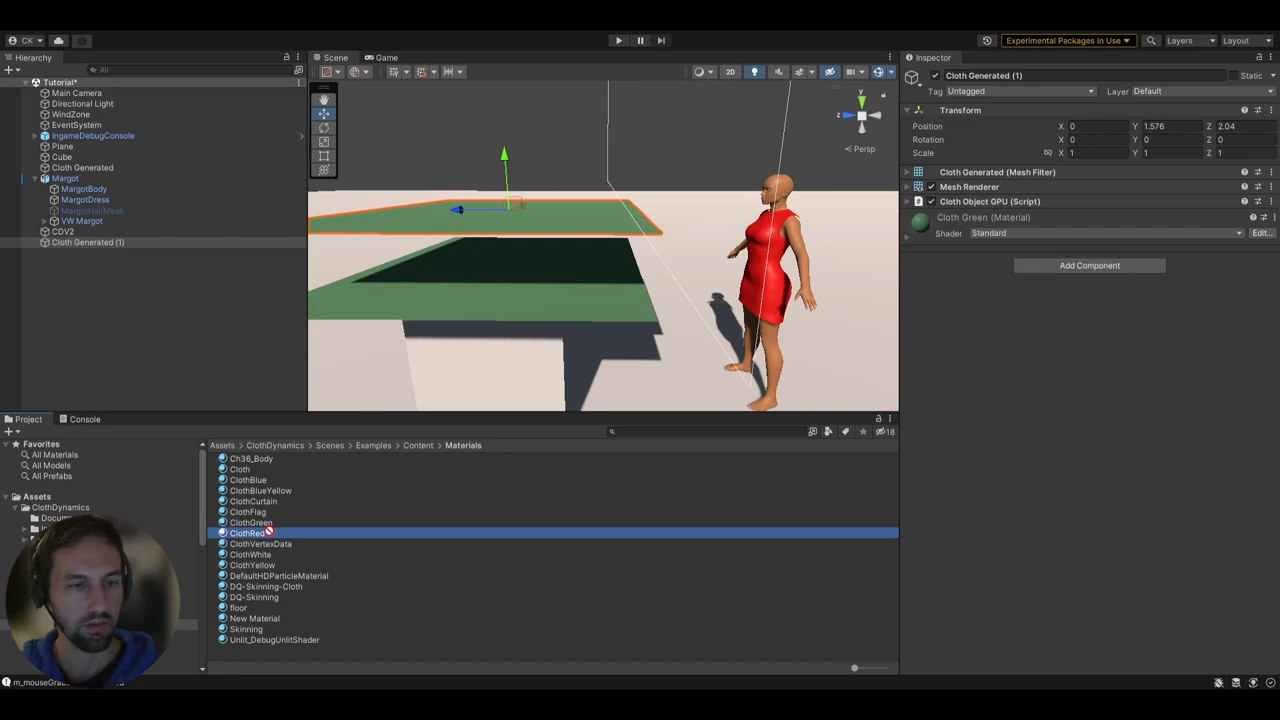 CK
Experimental Packages In Use
Layers
Layout
Hierarchy
Scene
Game
Inspector
All
2D
Cloth Generated (1)
Static
Tag Untagged
Layer Default
Tutorial*
Main Camera
Directional Light
WindZone
EventSystem
IngameDebugConsole
Plane
Cube
Cloth Generated
Margot
MargotBody
MargotDress
MargotHairMesh
VW Margot
CDV2
Cloth Generated (1)
y
z
Persp
Transform
Position X 0 Y 1.576 Z 2.04
Rotation X 0 Y 0 Z 0
Scale X 1 Y 1 Z 1
Cloth Generated (Mesh Filter)
Mesh Renderer
Cloth Object GPU (Script)
Cloth Green (Material)
Shader Standard
Edit...
Add Component
Project
Console
18
Favorites
All Materials
All Models
All Prefabs
Assets
ClothDynamics
Assets > ClothDynamics > Scenes > Examples > Content > Materials
Ch36_Body
Cloth
ClothBlue
ClothBlueYellow
ClothCurtain
ClothFlag
ClothGreen
ClothRed
ClothVertexData
ClothWhite
ClothYellow
DefaultHDParticleMaterial
DQ-Skinning-Cloth
DQ-Skinning
floor
New Material
Skinning
Unlit_DebugUnlitShader